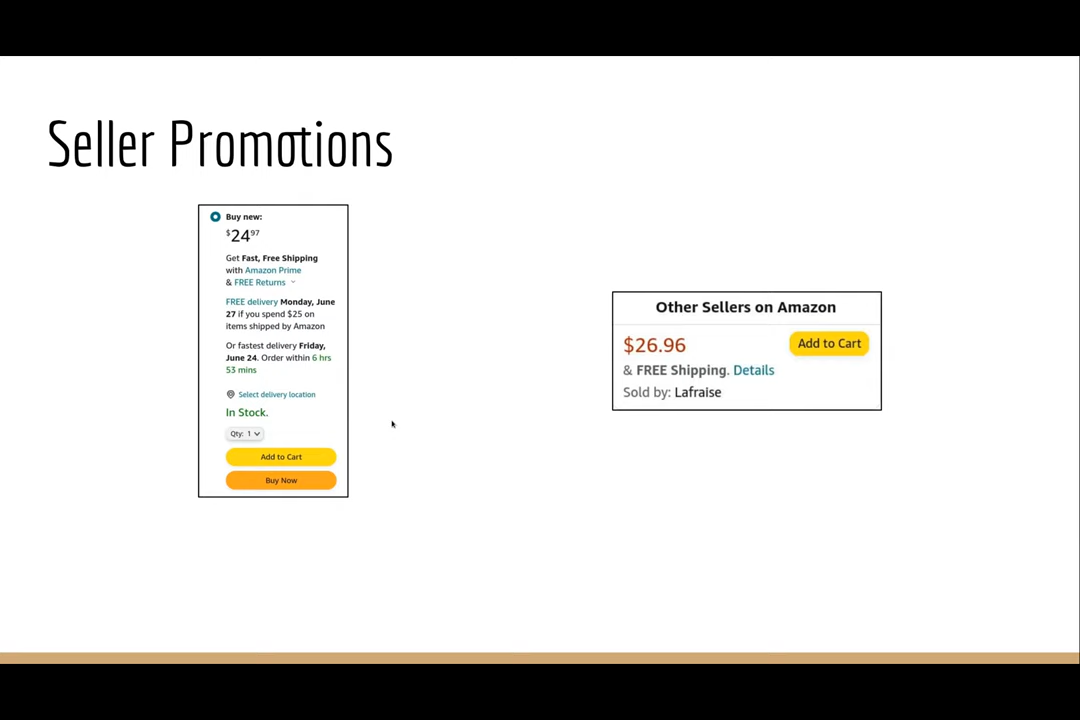 Seller Promotions
Buy new:
$24.97
Get Fast, Free Shipping
with Amazon Prime
& FREE Returns
FREE delivery Monday, June
27 if you spend $25 on
items shipped by Amazon
Or fastest delivery Friday,
June 24. Order within 6 hrs
53 mins
Select delivery location
In Stock.
Qty: 1
Add to Cart
Buy Now
Other Sellers on Amazon
$26.96
Add to Cart
& FREE Shipping. Details
Sold by: Lafraise